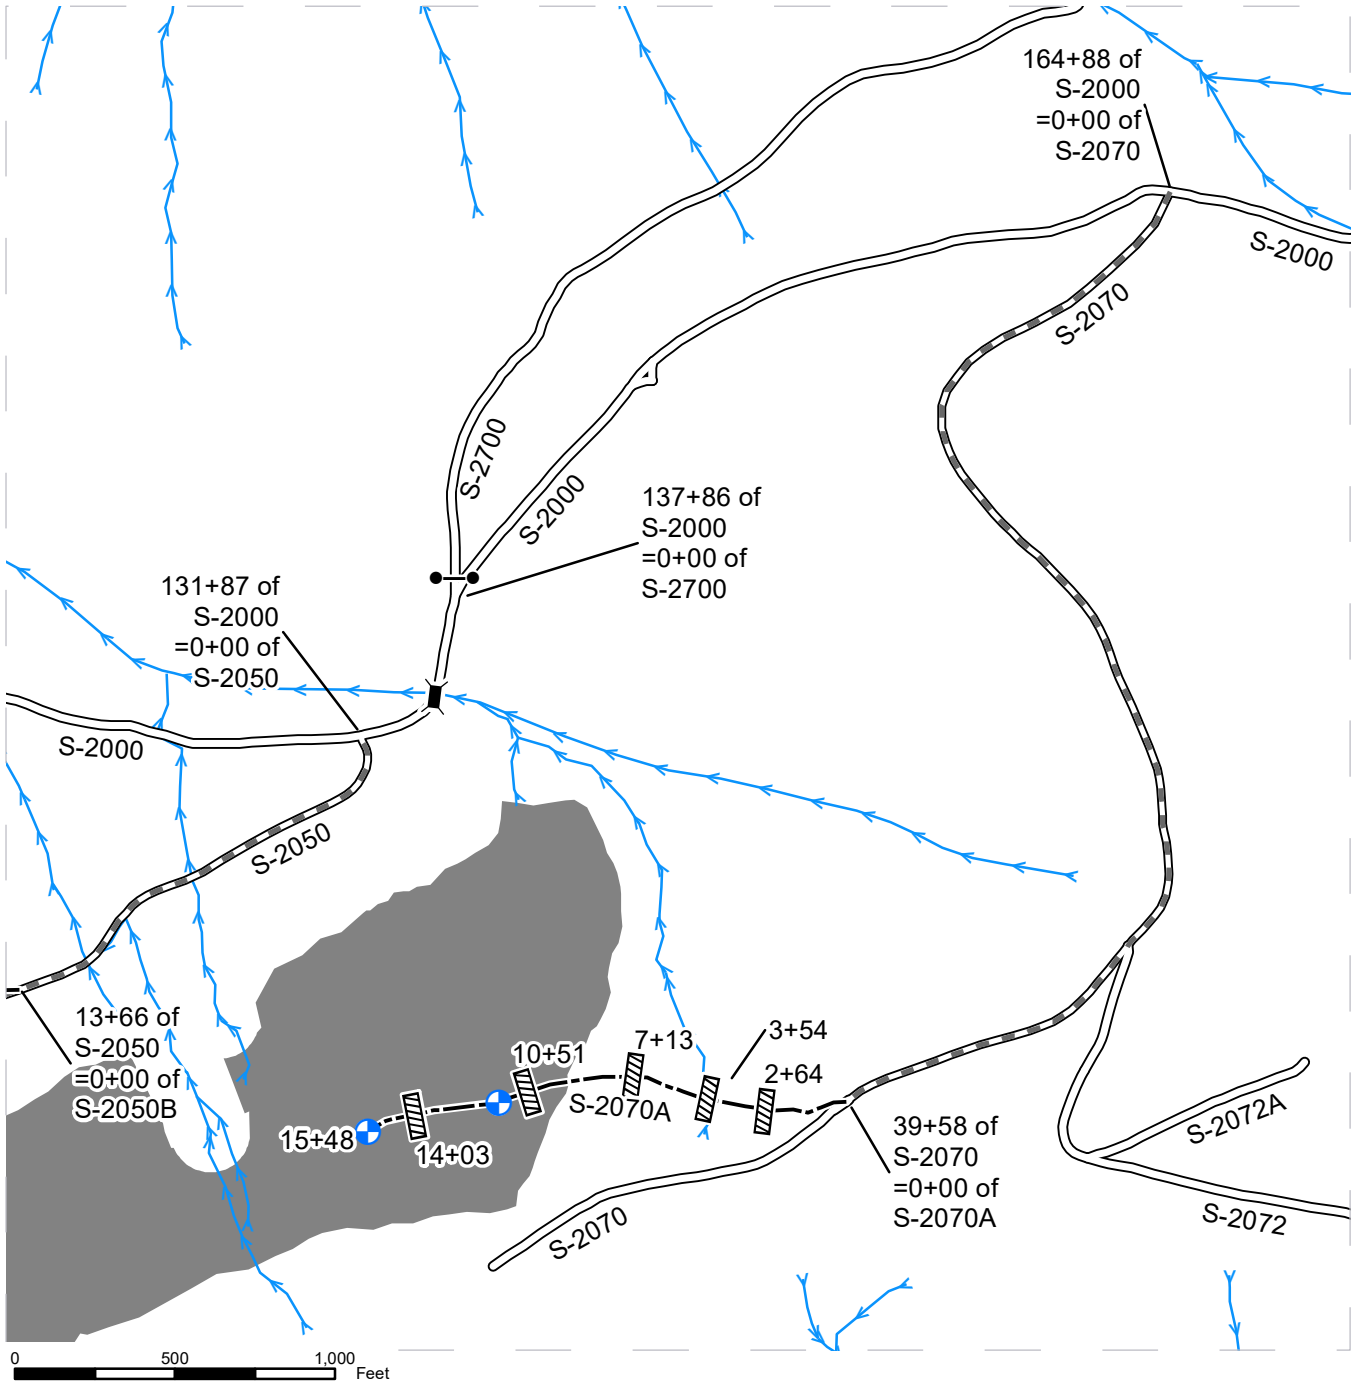 164+88 of
S-2000
=0+00 of
S-2070
S-2000
S-2070
S-2700
S-2000
137+86 of
S-2000
=0+00 of
S-2700
131+87 of
S-2000
=0+00 of
S-2050
S-2000
S-2050
13+66 of
S-2050
=0+00 of
S-2050B
7+13
3+54
10+51
2+64
S-2070A
15+48
14+03
39+58 of
S-2070
=0+00 of
S-2070A
S-2072A
S-2072
S-2070
0 500 1,000
Feet